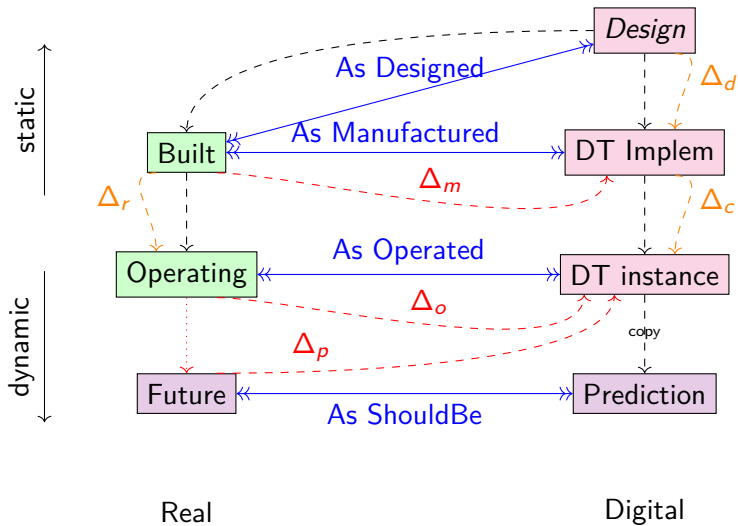 Design
As Designed
Δd
static
As Manufactured
Built
DT Implem
Δm
Δr
Δc
As Operated
Operating
DT instance
Δo
dynamic
copy
Δp
Future
Prediction
As ShouldBe
Real
Digital